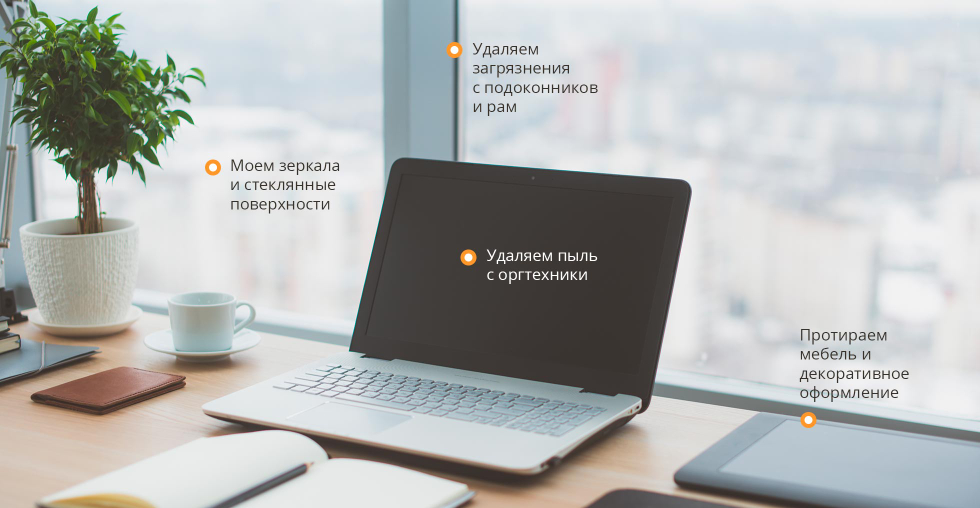 Удаляем
загрязнения
с подоконников
и рам
Моем зеркала
и стеклянные
поверхности
Удаляем пыль
с оргтехники
Протираем
мебель и
декоративное
оформление